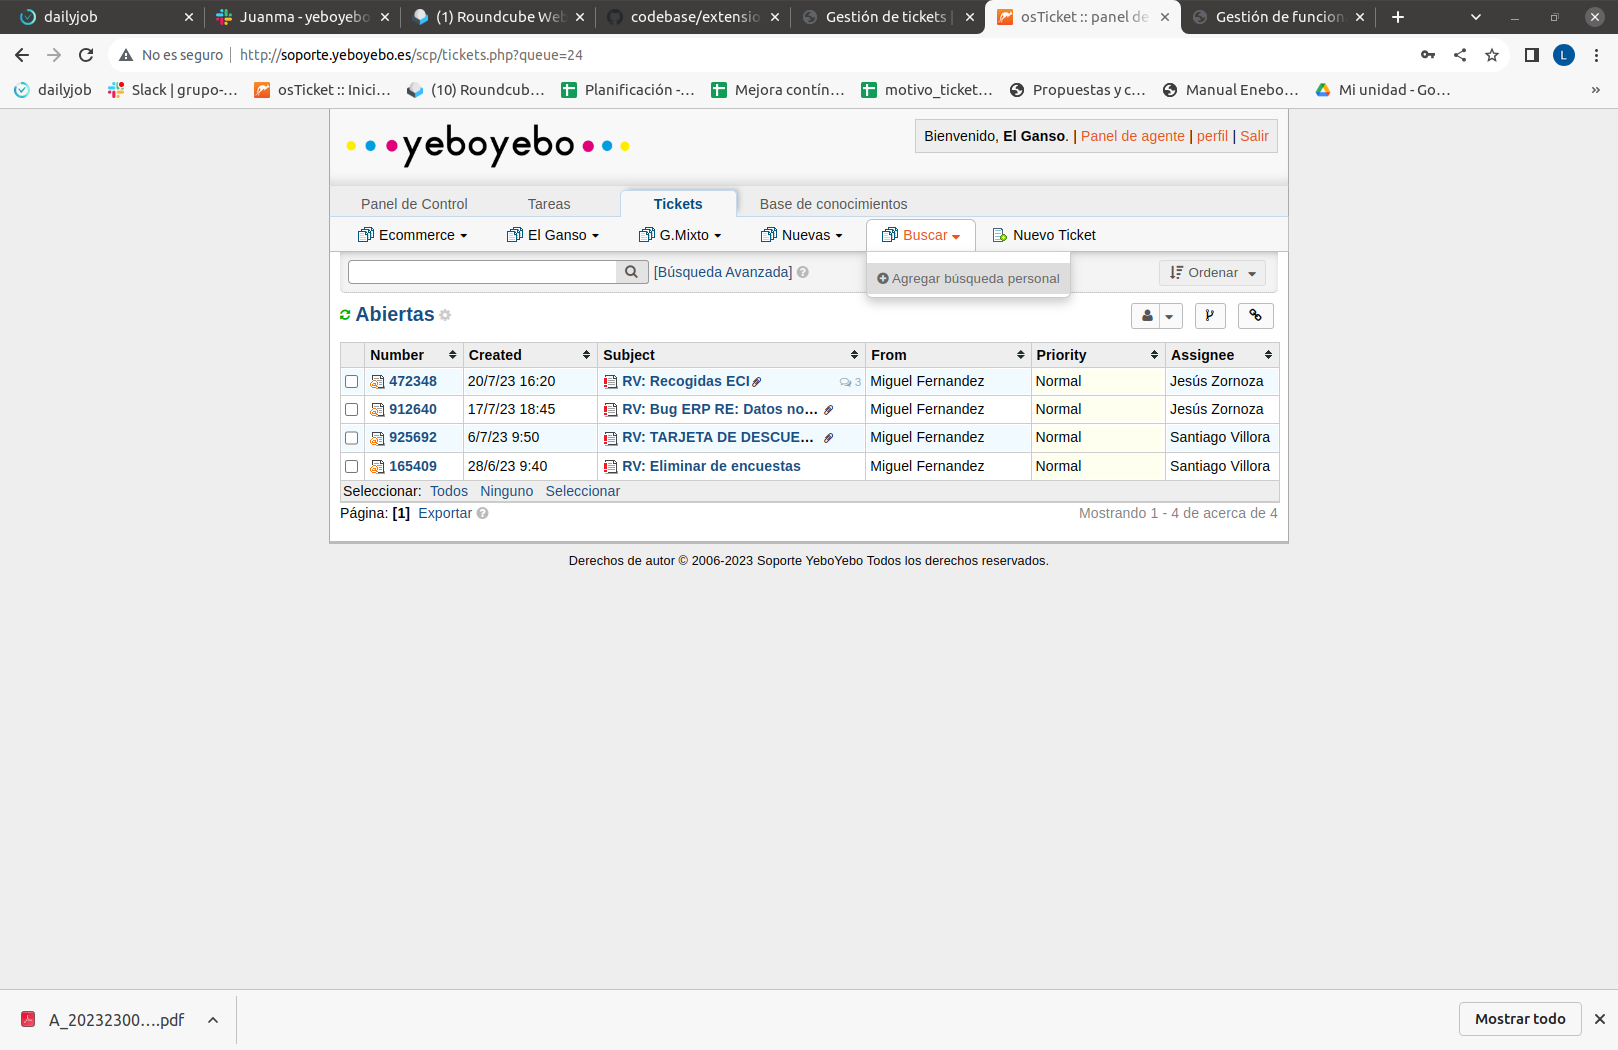 dailyjob
Juanma - yeboyebo
(1) Roundcube Web
codebase/extensio
Gestión de tickets |
osTicket :: panel de
Gestión de funcion
No es seguro | http://soporte.yeboyebo.es/scp/tickets.php?queue=24
L
dailyjob
Slack | grupo-...
osTicket :: Inici...
(10) Roundcub...
Planificación -...
Mejora contín...
motivo_ticket...
Propuestas y c...
Manual Enebo...
Mi unidad - Go...
»
yeboyebo
Bienvenido, El Ganso. | Panel de agente | perfil | Salir
Panel de Control
Tareas
Tickets
Base de conocimientos
Ecommerce
El Ganso
G.Mixto
Nuevas
Buscar
Nuevo Ticket
[Búsqueda Avanzada]
Agregar búsqueda personal
Ordenar
Abiertas
Number Created Subject From Priority Assignee
472348 20/7/23 16:20 RV: Recogidas ECI 3 Miguel Fernandez Normal Jesús Zornoza
912640 17/7/23 18:45 RV: Bug ERP RE: Datos no... Miguel Fernandez Normal Jesús Zornoza
925692 6/7/23 9:50 RV: TARJETA DE DESCUE... Miguel Fernandez Normal Santiago Villora
165409 28/6/23 9:40 RV: Eliminar de encuestas Miguel Fernandez Normal Santiago Villora
Seleccionar: Todos Ninguno Seleccionar
Página: [1] Exportar
Mostrando 1 - 4 de acerca de 4
Derechos de autor © 2006-2023 Soporte YeboYebo Todos los derechos reservados.
A_20232300....pdf
Mostrar todo